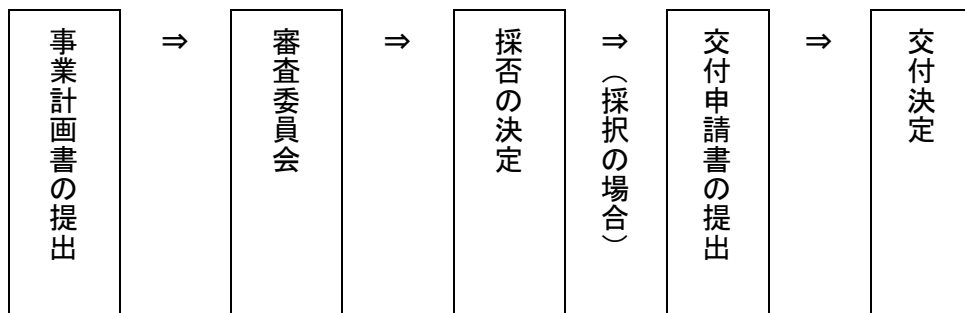 事業計画書の提出
⇒
審査委員会
⇒
採否の決定
⇒（採択の場合）
交付申請書の提出
⇒
交付決定